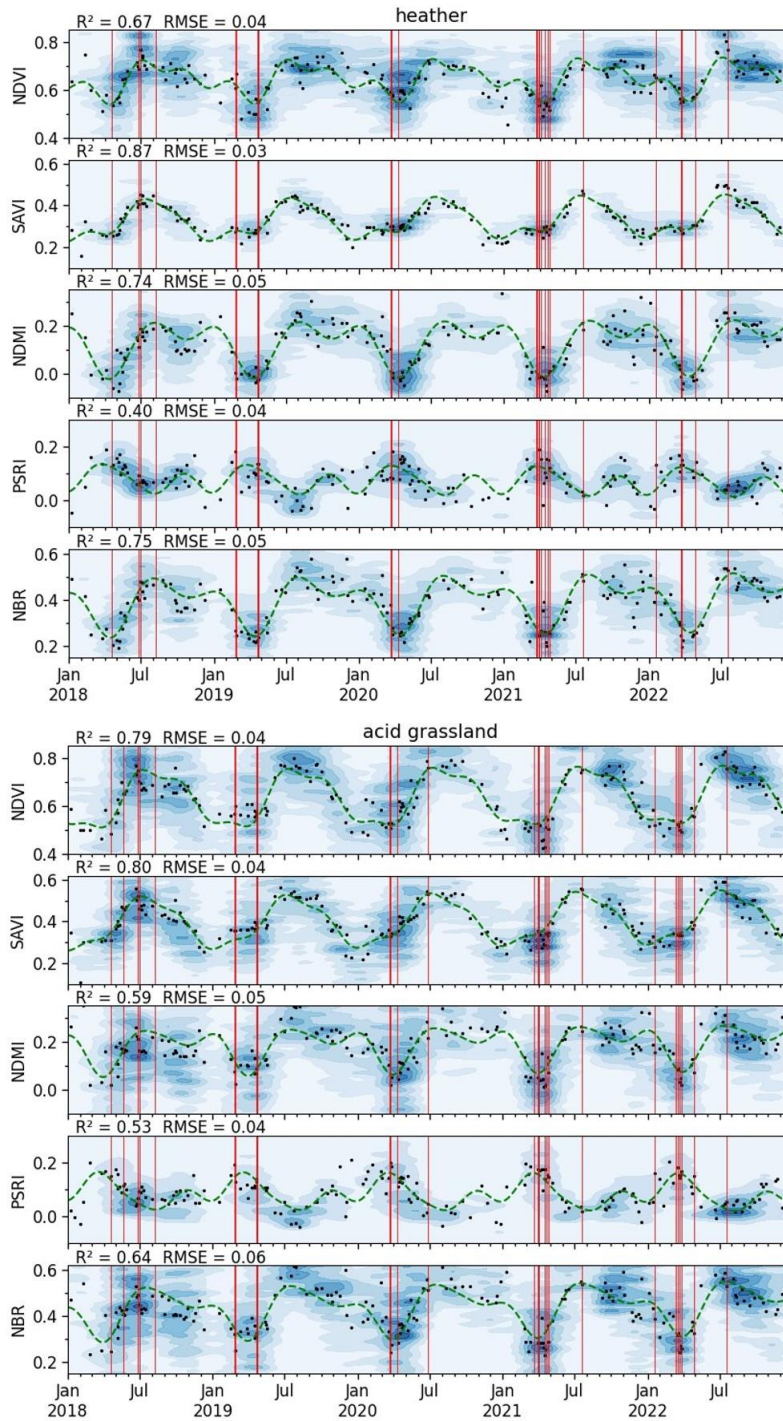 heather
R² = 0.67 RMSE = 0.04
NDVI
0.8
0.6
0.4
R² = 0.87 RMSE = 0.03
SAVI
0.6
0.4
0.2
R² = 0.74 RMSE = 0.05
NDMI
0.2
0.0
R² = 0.40 RMSE = 0.04
PSRI
0.2
0.0
R² = 0.75 RMSE = 0.05
NBR
0.6
0.4
0.2
Jan Jul Jan Jul Jan Jul Jan Jul Jan Jul
2018 2019 2020 2021 2022
acid grassland
R² = 0.79 RMSE = 0.04
NDVI
0.8
0.6
0.4
R² = 0.80 RMSE = 0.04
SAVI
0.6
0.4
0.2
R² = 0.59 RMSE = 0.05
NDMI
0.2
0.0
R² = 0.53 RMSE = 0.04
PSRI
0.2
0.0
R² = 0.64 RMSE = 0.06
NBR
0.6
0.4
0.2
Jan Jul Jan Jul Jan Jul Jan Jul Jan Jul
2018 2019 2020 2021 2022